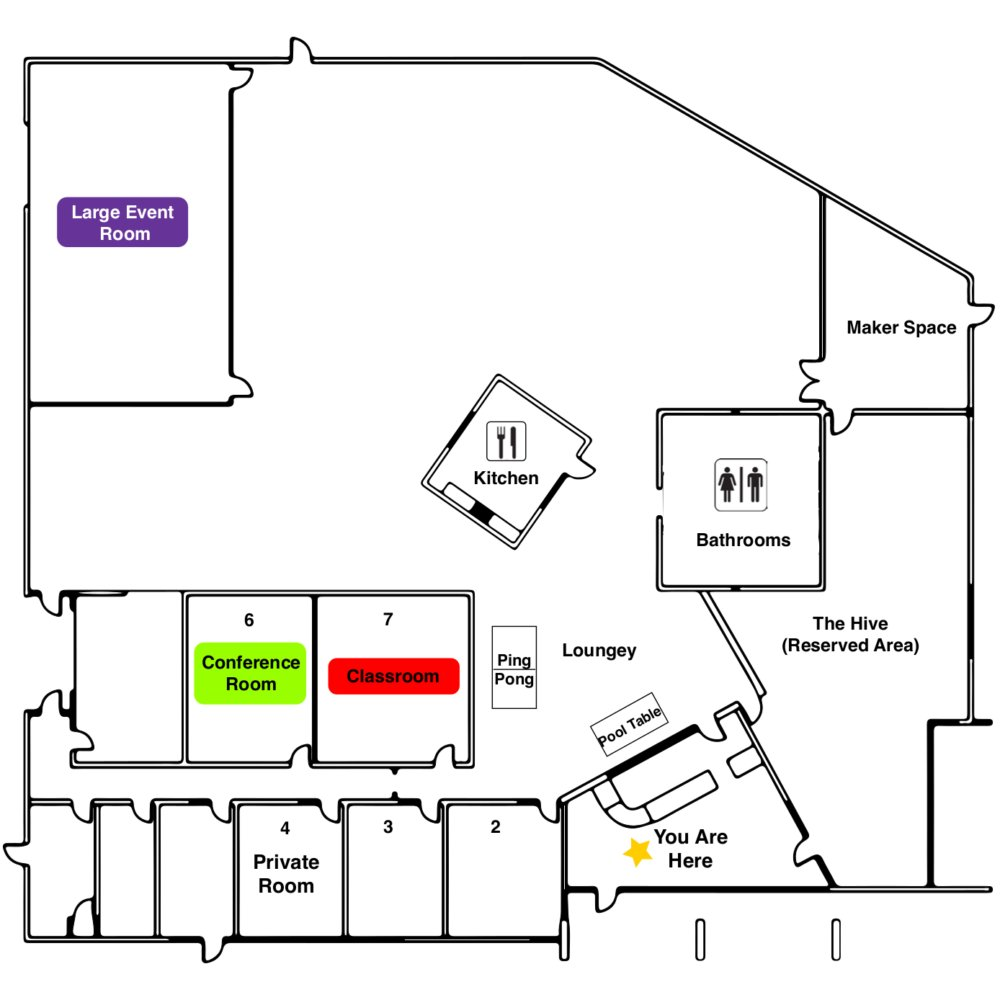 Large Event
Room
Maker Space
Kitchen
Bathrooms
6
7
Conference
Room
Classroom
Ping
Pong
Loungey
The Hive
(Reserved Area)
Pool Table
4
3
2
Private
Room
You Are
Here